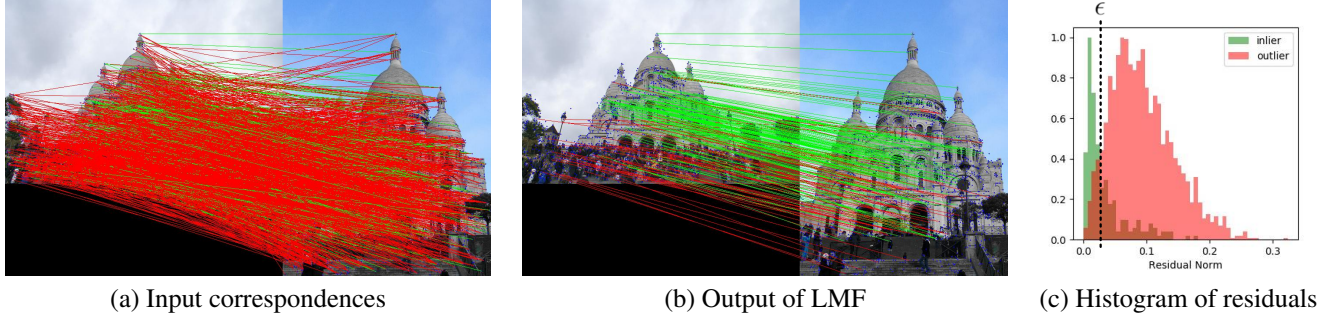 ϵ
1.0
inlier
outlier
0.8
0.6
0.4
0.2
0.0
0.0 0.1 0.2 0.3
Residual Norm
(a) Input correspondences
(b) Output of LMF
(c) Histogram of residuals